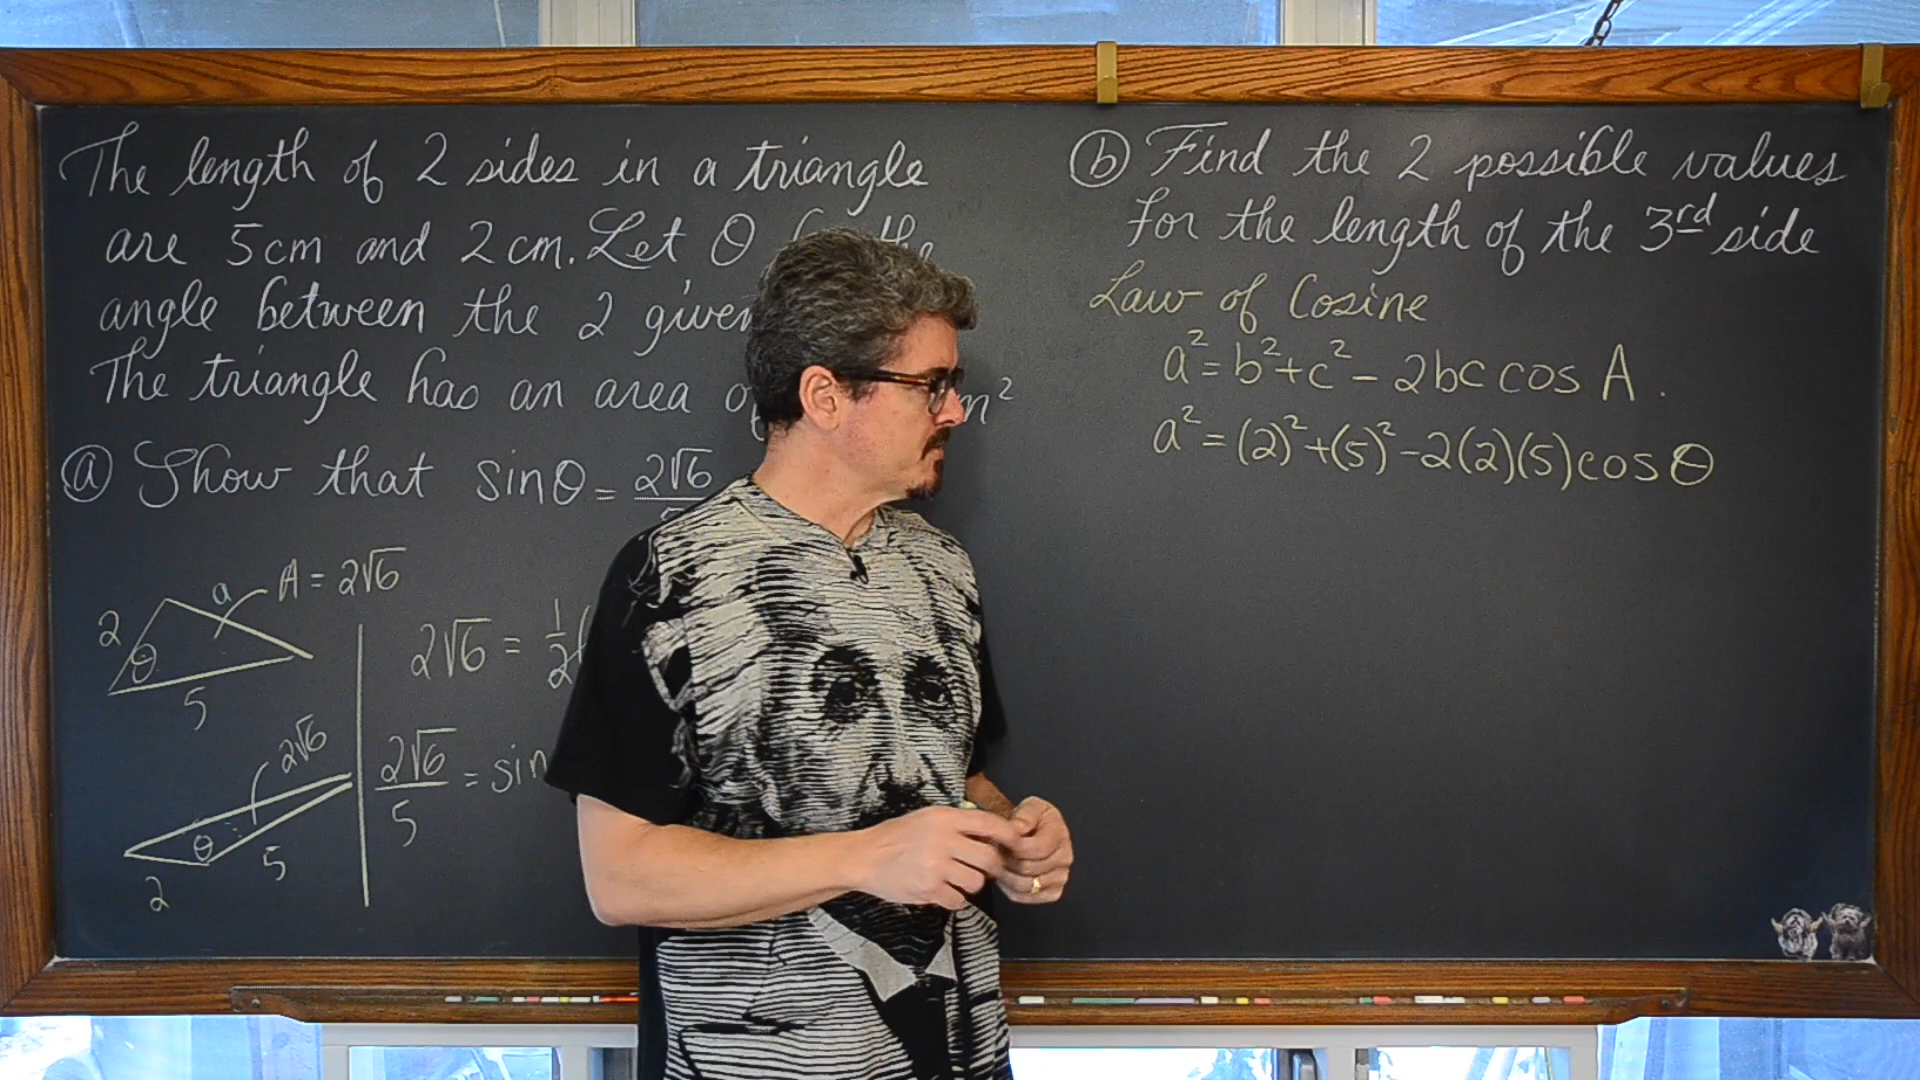 The length of 2 sides in a triangle
are 5cm and 2cm. Let θ the
angle between the 2 given
The triangle has an area of m²
ⓐ Show that sinθ = 2√6
2 a A = 2√6
θ
5
2√6 = 1/2(
2√6
θ
5
2
2√6/5 = sin
ⓑ Find the 2 possible values
for the length of the 3rd side
Law of Cosine
a² = b² + c² - 2bc cos A.
a² = (2)² + (5)² - 2(2)(5)cos θ